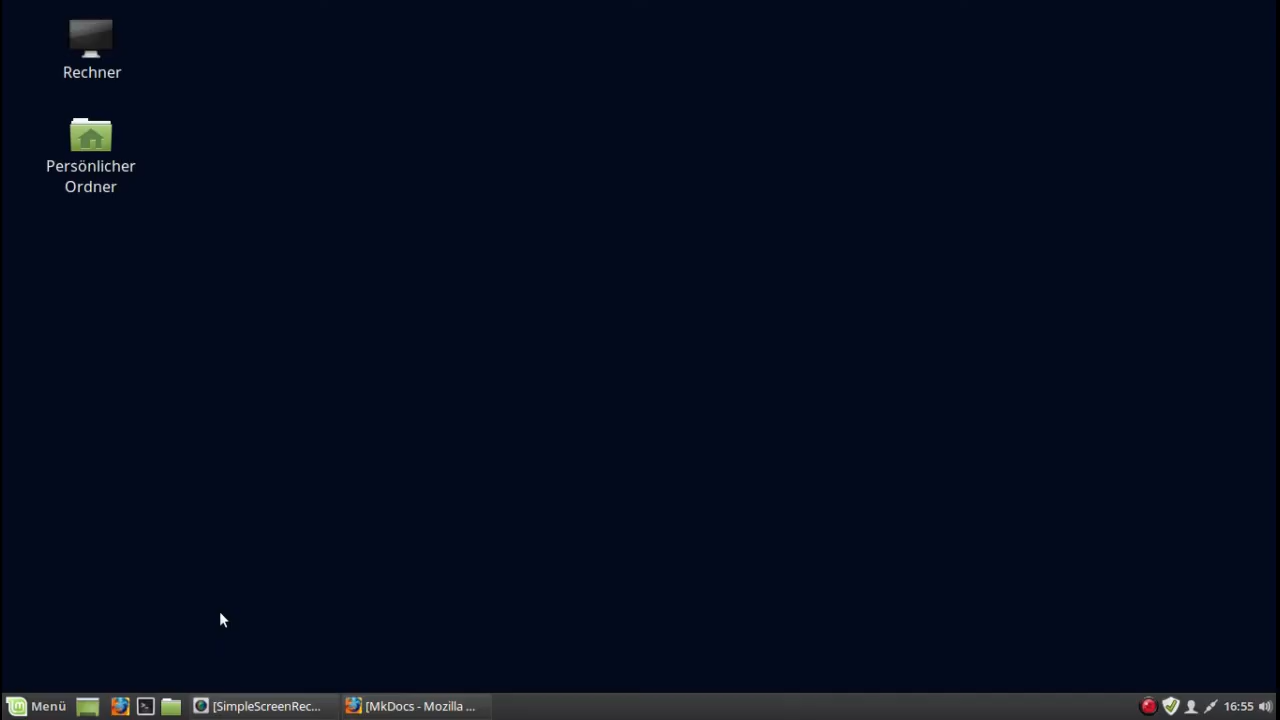 Rechner
Persönlicher
Ordner
Menü
[SimpleScreenRec...
[MkDocs - Mozilla ...
16:55